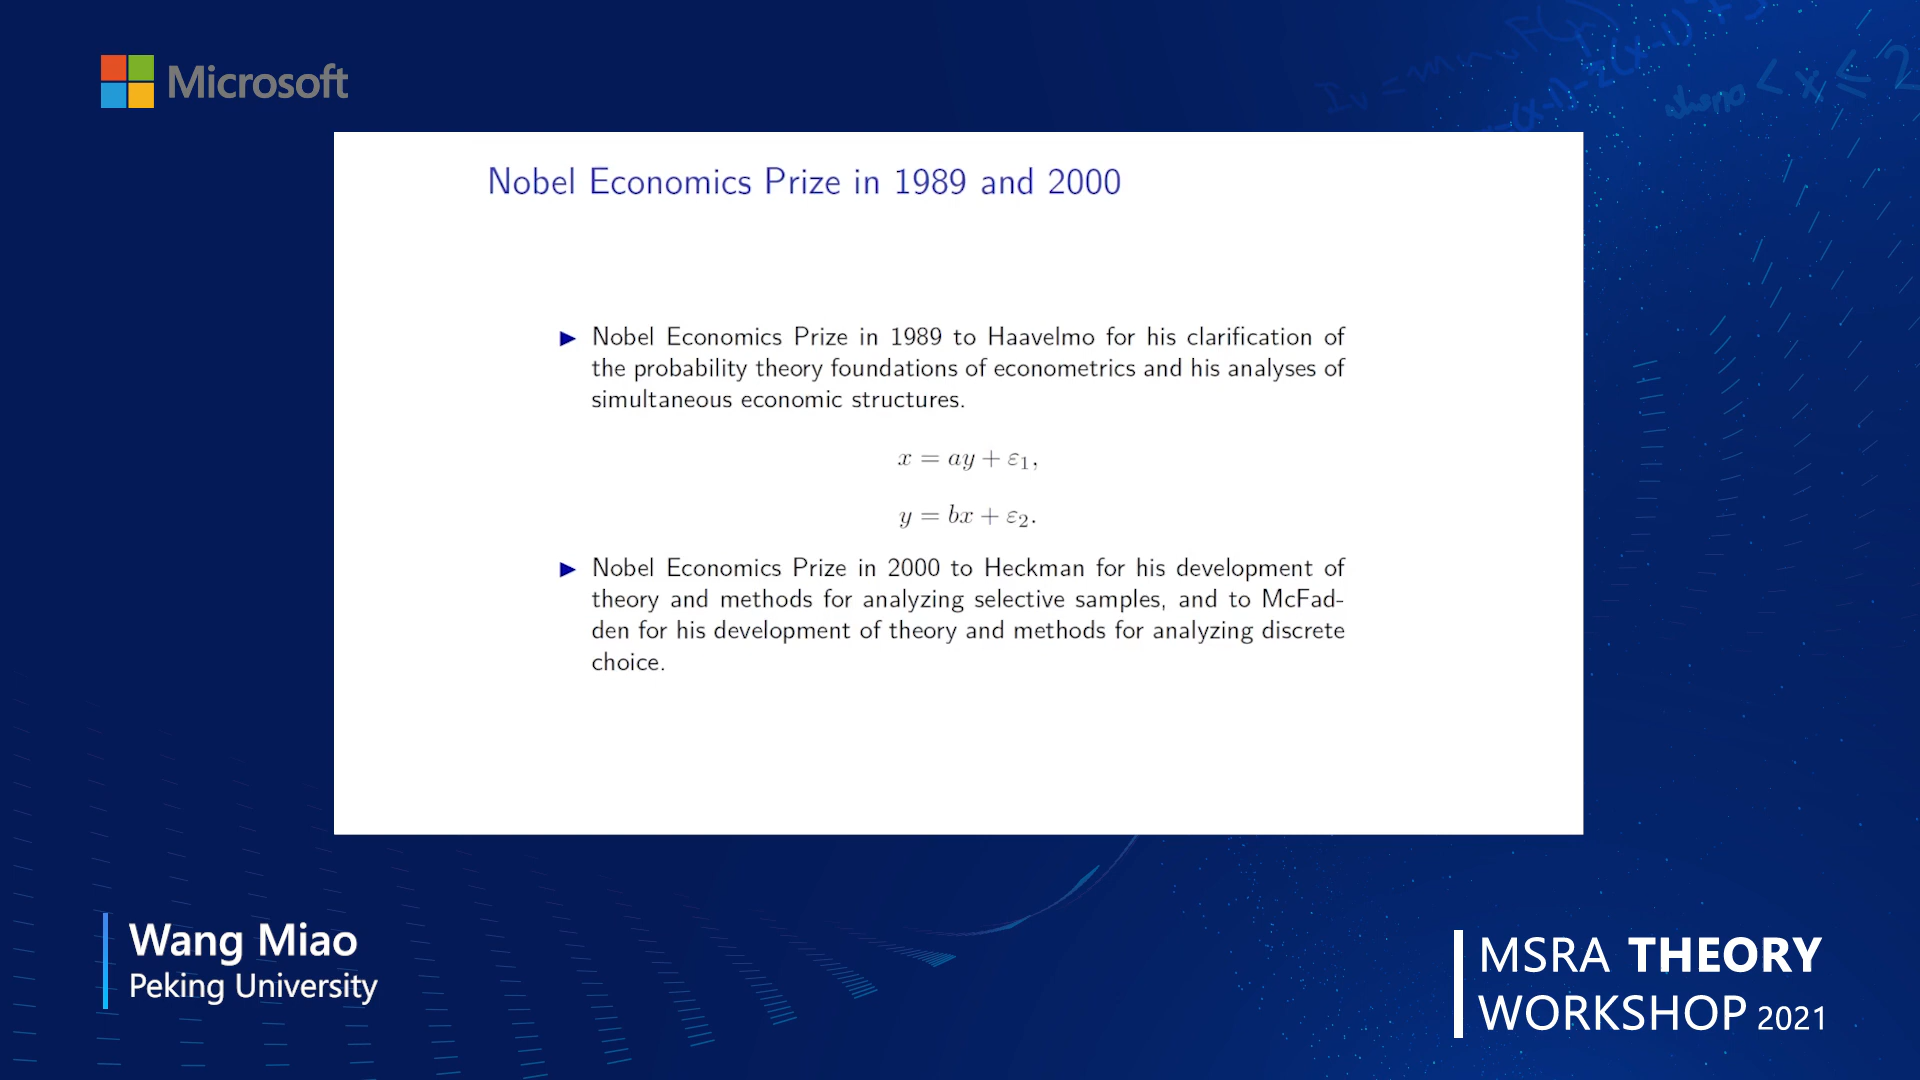 Microsoft
Nobel Economics Prize in 1989 and 2000
▶ Nobel Economics Prize in 1989 to Haavelmo for his clarification of
the probability theory foundations of econometrics and his analyses of
simultaneous economic structures.
x = ay + ε₁,
y = bx + ε₂.
▶ Nobel Economics Prize in 2000 to Heckman for his development of
theory and methods for analyzing selective samples, and to McFad-
den for his development of theory and methods for analyzing discrete
choice.
Wang Miao
Peking University
MSRA THEORY
WORKSHOP 2021